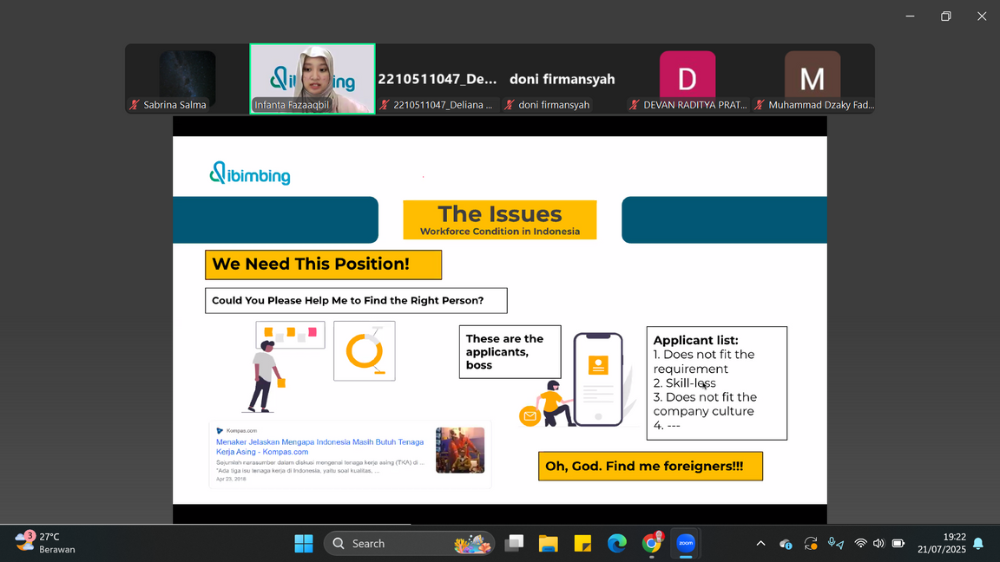 2210511047_De...
doni firmansyah
D
M
Sabrina Salma
Infanta Fazaaqbil
2210511047_Deliana ...
doni firmansyah
DEVAN RADITYA PRAT...
Muhammad Dzaky Fad...
dibimbing
The Issues
Workforce Condition in Indonesia
We Need This Position!
Could You Please Help Me to Find the Right Person?
These are the
applicants,
boss
Applicant list:
1. Does not fit the
requirement
2. Skill-less
3. Does not fit the
company culture
4. ---
Kompas.com
Menaker Jelaskan Mengapa Indonesia Masih Butuh Tenaga
Kerja Asing - Kompas.com
Sejumlah narasumber dalam diskusi mengenai tenaga kerja asing (TKA) di ...
"Ada tiga isu tenaga kerja di Indonesia, yaitu soal kualitas, ...
Apr 23, 2018
Oh, God. Find me foreigners!!!
3
27°C
Berawan
Search
zoom
19:22
21/07/2025